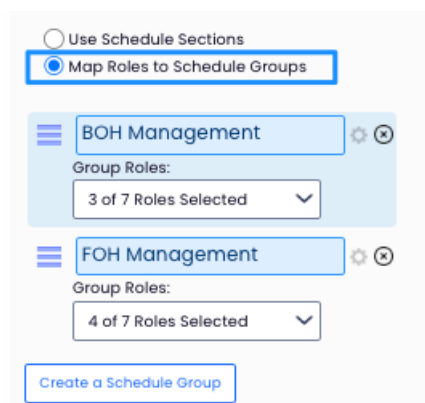 Use Schedule Sections
Map Roles to Schedule Groups
BOH Management
Group Roles:
3 of 7 Roles Selected
FOH Management
Group Roles:
4 of 7 Roles Selected
Create a Schedule Group